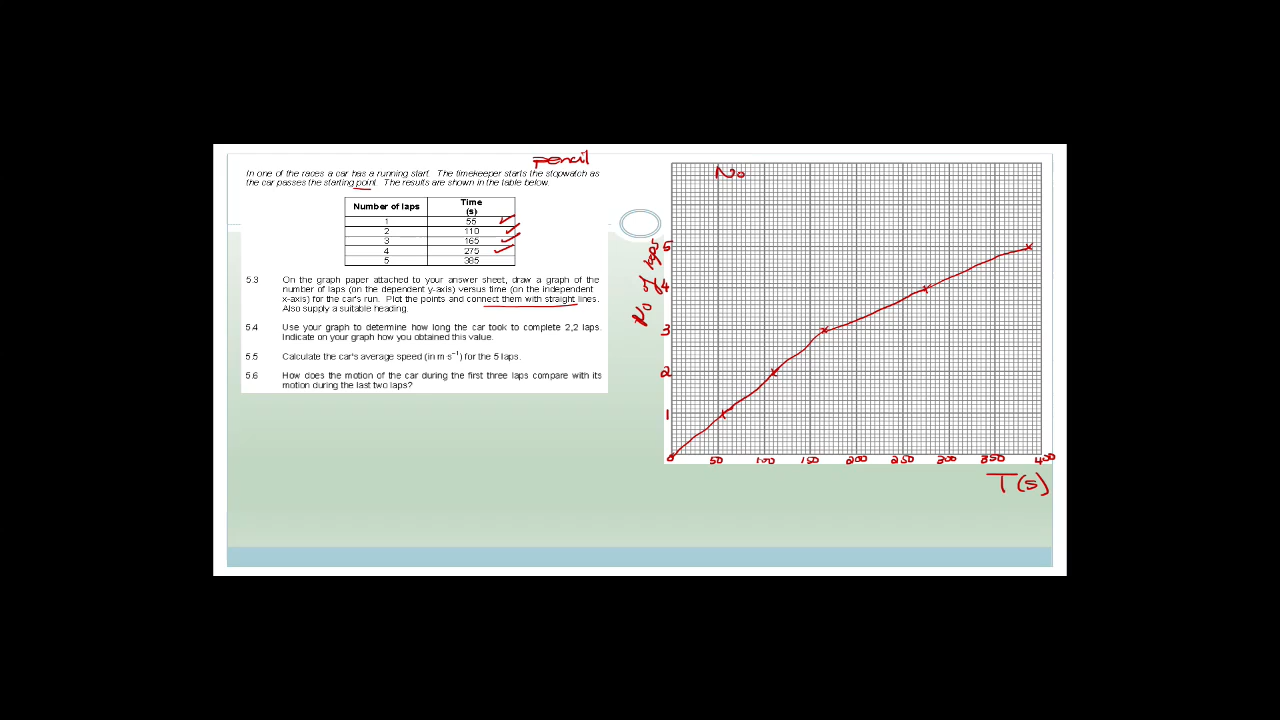 pencil
In one of the races a car has a running start. The timekeeper starts the stopwatch as
the car passes the starting point. The results are shown in the table below.
Number of laps Time (s)
1 55
2 110
3 165
4 275
5 385
5.3 On the graph paper attached to your answer sheet, draw a graph of the
number of laps (on the dependent y-axis) versus time (on the independent
x-axis) for the car's run. Plot the points and connect them with straight lines.
Also supply a suitable heading.
5.4 Use your graph to determine how long the car took to complete 2,2 laps.
Indicate on your graph how you obtained this value.
5.5 Calculate the car's average speed (in m·s⁻¹) for the 5 laps.
5.6 How does the motion of the car during the first three laps compare with its
motion during the last two laps?
No
No of laps
5
4
3
2
1
0 50 100 150 200 250 300 350 400
T(s)